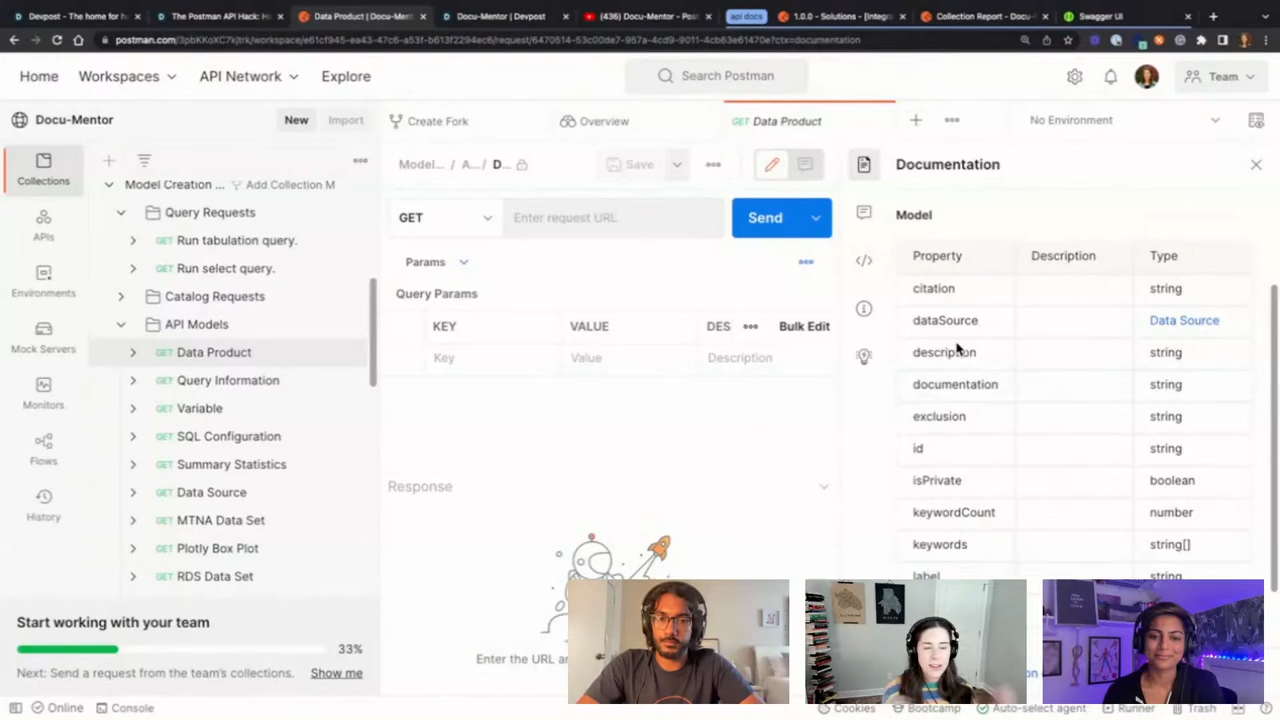 Devpost - The home for h
The Postman API Hack: H
Data Product | Docu-Men
Docu-Mentor | Devpost
(436) Docu-Mentor - Pos
api docs
1.0.0 - Solutions - [Integr
Collection Report - Docu-
Swagger UI
Home
Workspaces
API Network
Explore
Search Postman
Team
Docu-Mentor
New
Import
Create Fork
Overview
GET Data Product
No Environment
Collections
APIs
Environments
Mock Servers
Monitors
Flows
History
Model Creation ...
Add Collection M
Query Requests
GET Run tabulation query.
GET Run select query.
Catalog Requests
API Models
GET Data Product
GET Query Information
GET Variable
GET SQL Configuration
GET Summary Statistics
GET Data Source
GET MTNA Data Set
GET Plotly Box Plot
GET RDS Data Set
Start working with your team
33%
Next: Send a request from the team's collections.
Show me
Model... / A... / D...
Save
GET
Enter request URL
Send
Params
Query Params
KEY
VALUE
DES
Bulk Edit
Key
Value
Description
Response
Enter the URL an
Documentation
Model
Property Description Type
citation string
dataSource Data Source
description string
documentation string
exclusion string
id string
isPrivate boolean
keywordCount number
keywords string[]
label string
Online
Console
Cookies
Bootcamp
Auto-select agent
Runner
Trash